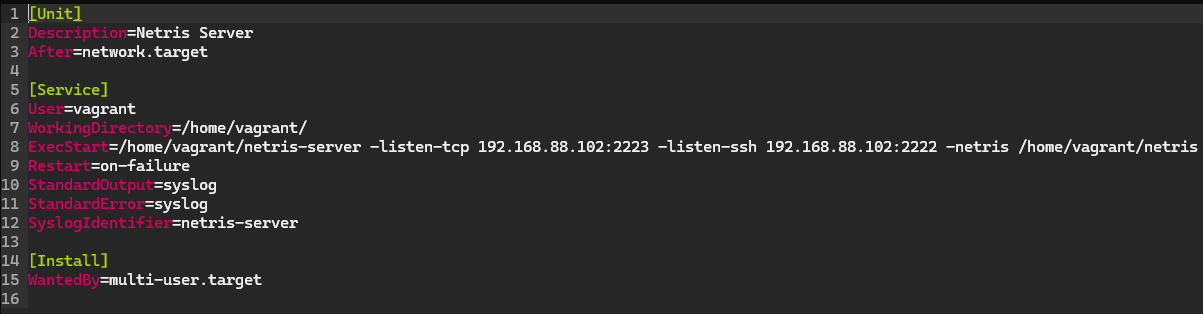 1 [Unit]
2 Description=Netris Server
3 After=network.target
4
5 [Service]
6 User=vagrant
7 WorkingDirectory=/home/vagrant/
8 ExecStart=/home/vagrant/netris-server -listen-tcp 192.168.88.102:2223 -listen-ssh 192.168.88.102:2222 -netris /home/vagrant/netris
9 Restart=on-failure
10 StandardOutput=syslog
11 StandardError=syslog
12 SyslogIdentifier=netris-server
13
14 [Install]
15 WantedBy=multi-user.target
16